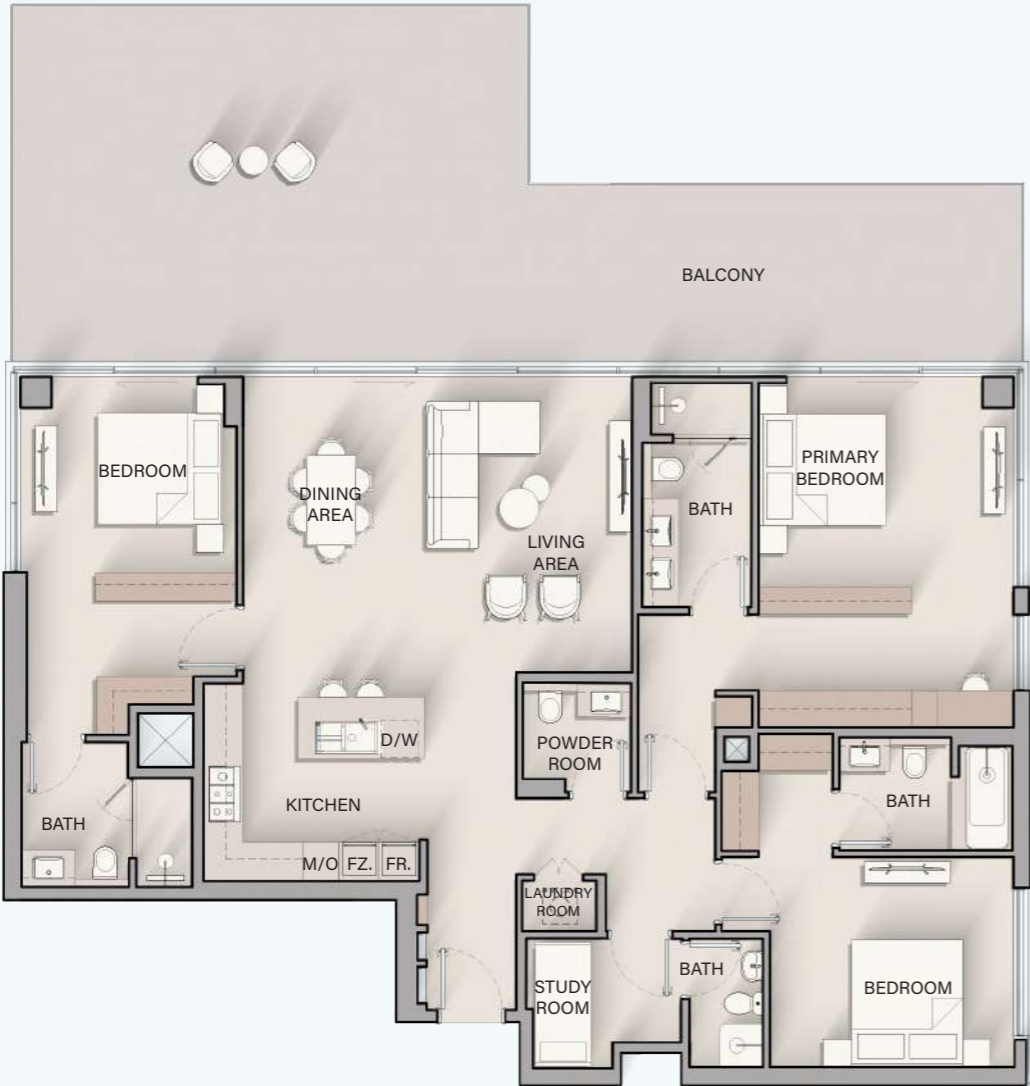 BALCONY
BEDROOM
DINING
AREA
LIVING
AREA
BATH
PRIMARY
BEDROOM
D/W
POWDER
ROOM
KITCHEN
BATH
BATH
M/O
FZ.
FR.
LAUNDRY
ROOM
STUDY
ROOM
BATH
BEDROOM